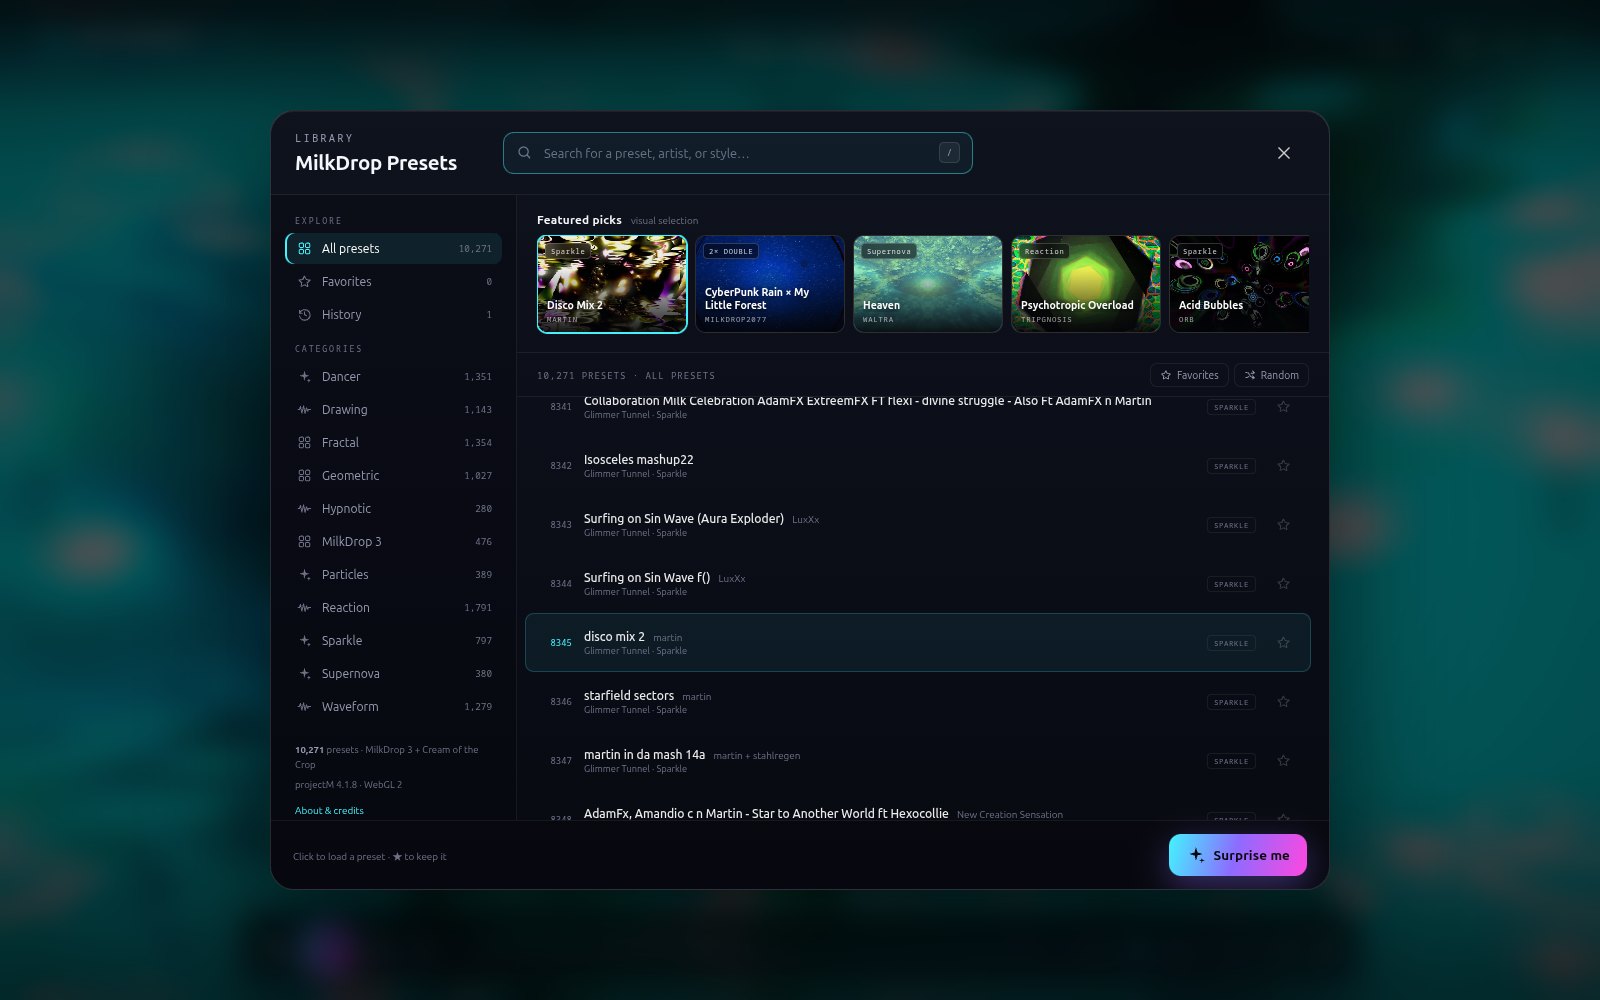 LIBRARY
MilkDrop Presets
Search for a preset, artist, or style…
/
EXPLORE
All presets 10,271
Favorites 0
History 1
CATEGORIES
Dancer 1,351
Drawing 1,143
Fractal 1,354
Geometric 1,027
Hypnotic 280
MilkDrop 3 476
Particles 389
Reaction 1,791
Sparkle 797
Supernova 380
Waveform 1,279
10,271 presets · MilkDrop 3 + Cream of the
Crop
projectM 4.1.8 · WebGL 2
About & credits
Featured picks visual selection
Sparkle
Disco Mix 2
MARTIN
2× DOUBLE
CyberPunk Rain × My
Little Forest
MILKDROP2077
Supernova
Heaven
WALTRA
Reaction
Psychotropic Overload
TRIPGNOSIS
Sparkle
Acid Bubbles
ORB
10,271 PRESETS · ALL PRESETS
Favorites
Random
8341 Collaboration Milk Celebration AdamFX ExtreemFX FT flexi - divine struggle - Also Ft AdamFX n Martin SPARKLE
Glimmer Tunnel · Sparkle
8342 Isosceles mashup22 SPARKLE
Glimmer Tunnel · Sparkle
8343 Surfing on Sin Wave (Aura Exploder) LuxXx SPARKLE
Glimmer Tunnel · Sparkle
8344 Surfing on Sin Wave f() LuxXx SPARKLE
Glimmer Tunnel · Sparkle
8345 disco mix 2 martin SPARKLE
Glimmer Tunnel · Sparkle
8346 starfield sectors martin SPARKLE
Glimmer Tunnel · Sparkle
8347 martin in da mash 14a martin + stahlregen SPARKLE
Glimmer Tunnel · Sparkle
8348 AdamFx, Amandio c n Martin - Star to Another World ft Hexocollie New Creation Sensation SPARKLE
Click to load a preset · ★ to keep it
Surprise me